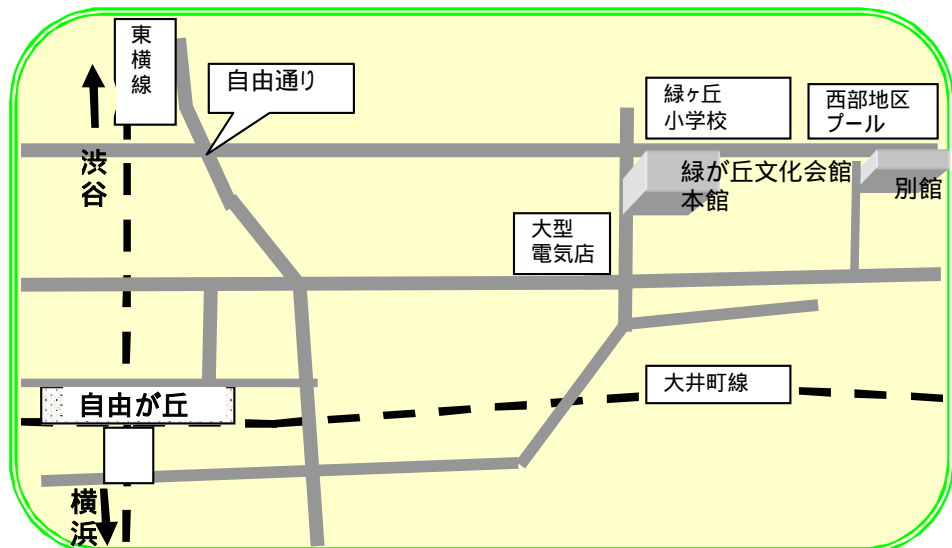 東
横
線
自由通り
渋
谷
緑ヶ丘
小学校
西部地区
プール
緑が丘文化会館
本館
別館
大型
電気店
大井町線
自由が丘
横
浜